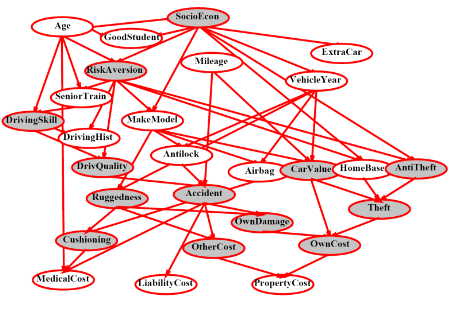 SocioEcon
Age
GoodStudent
ExtraCar
Mileage
RiskAversion
VehicleYear
SeniorTrain
DrivingSkill
MakeModel
DrivingHist
Antilock
DrivQuality
Airbag
CarValue
HomeBase
AntiTheft
Ruggedness
Accident
Theft
OwnDamage
Cushioning
OtherCost
OwnCost
MedicalCost
LiabilityCost
PropertyCost